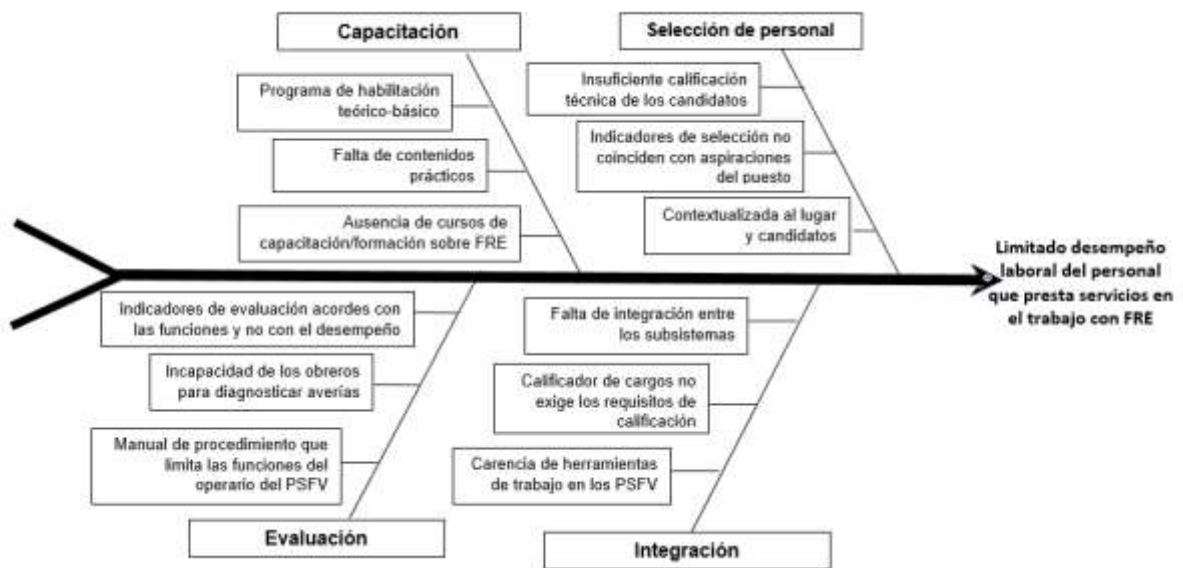 Capacitación
Programa de habilitación
teórico-básico
Falta de contenidos
prácticos
Ausencia de cursos de
capacitación/formación sobre FRE
Selección de personal
Insuficiente calificación
técnica de los candidatos
Indicadores de selección no
coinciden con aspiraciones
del puesto
Contextualizada al lugar
y candidatos
Limitado desempeño
laboral del personal
que presta servicios en
el trabajo con FRE
Indicadores de evaluación acordes con
las funciones y no con el desempeño
Incapacidad de los obreros
para diagnosticar averías
Manual de procedimiento que
limita las funciones del
operario del PSFV
Evaluación
Falta de integración entre
los subsistemas
Calificador de cargos no
exige los requisitos de
calificación
Carencia de herramientas
de trabajo en los PSFV
Integración